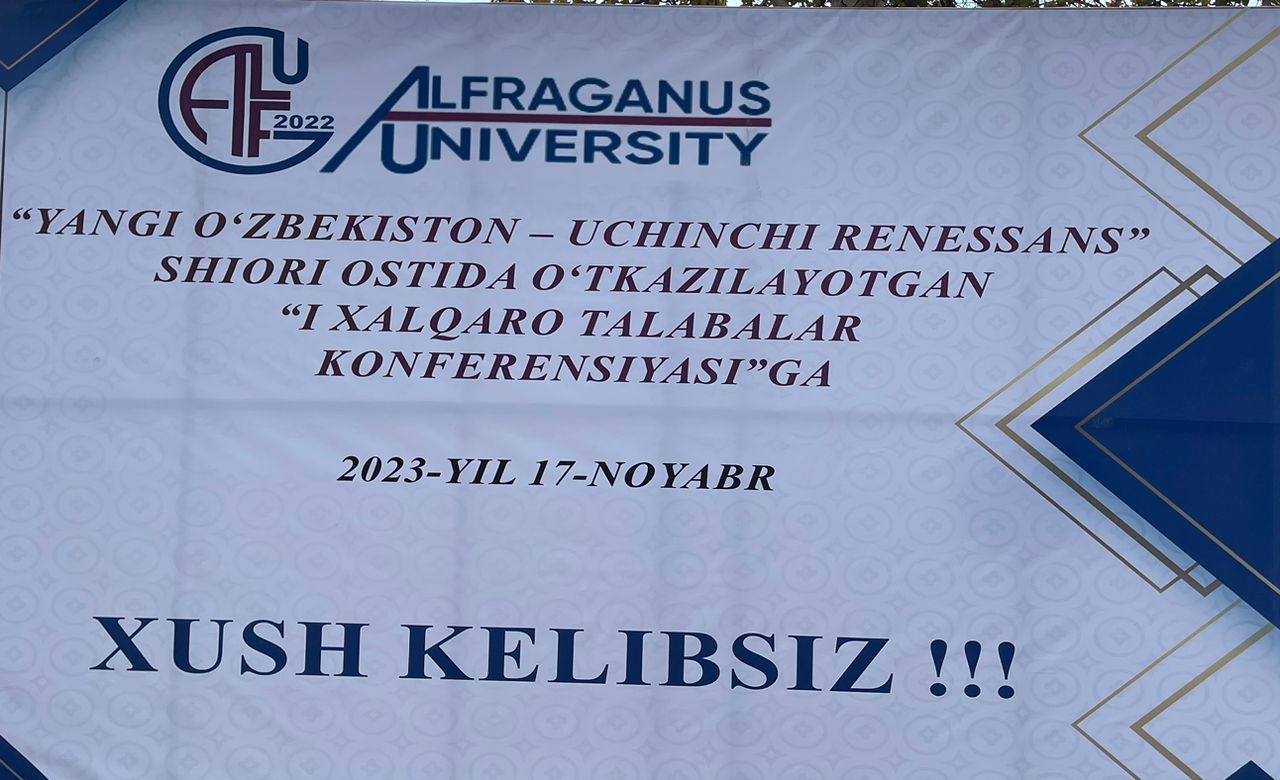 AFU
2022
ALFRAGANUS
UNIVERSITY
“YANGI O‘ZBEKISTON – UCHINCHI RENESSANS”
SHIORI OSTIDA O‘TKAZILAYOTGAN
“I XALQARO TALABALAR
KONFERENSIYASI”GA
2023-YIL 17-NOYABR
XUSH KELIBSIZ !!!